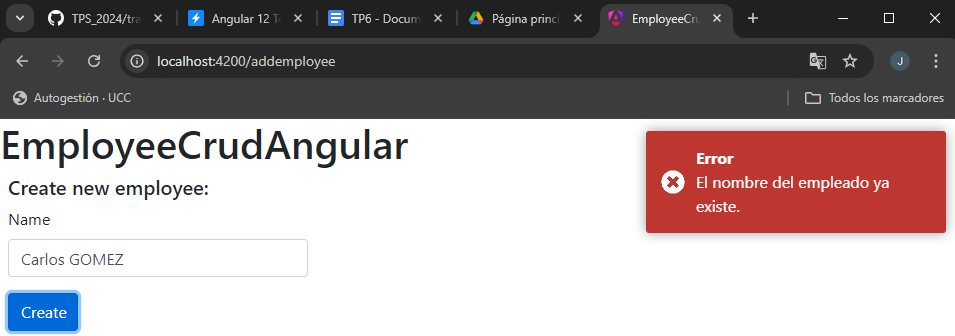 TPS_2024/tra
Angular 12 To
TP6 - Docum
Página princi
EmployeeCru
localhost:4200/addemployee
J
Autogestión · UCC
Todos los marcadores
EmployeeCrudAngular
Create new employee:
Name
Carlos GOMEZ
Create
Error
El nombre del empleado ya
existe.